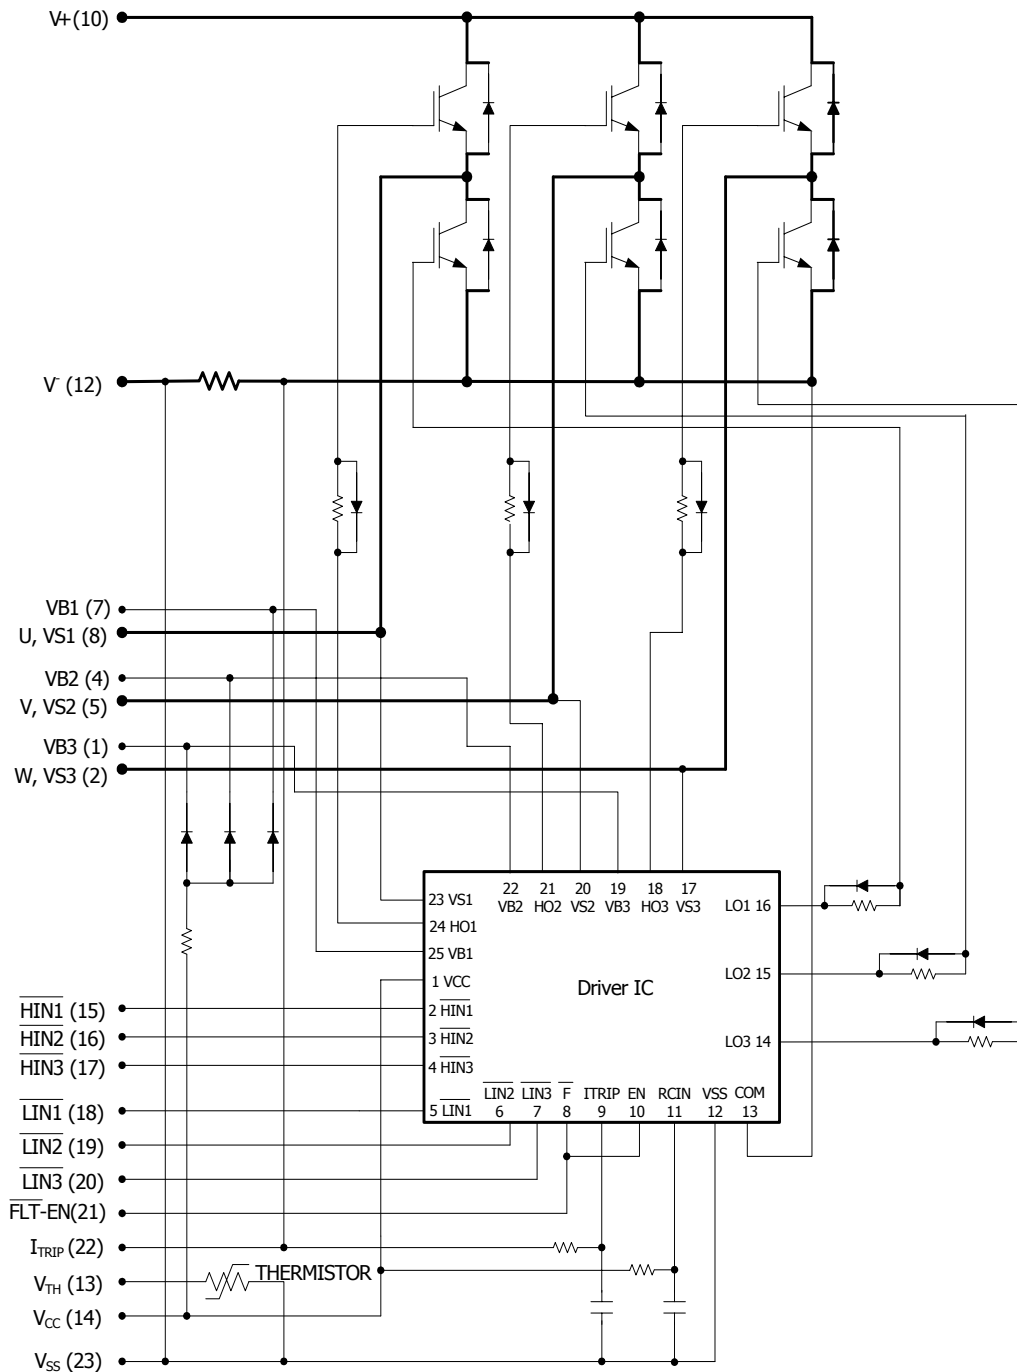 V+(10)
V- (12)
VB1 (7)
U, VS1 (8)
VB2 (4)
V, VS2 (5)
VB3 (1)
W, VS3 (2)
22 21 20 19 18 17
VB2 HO2 VS2 VB3 HO3 VS3
23 VS1
24 HO1
25 VB1
1 VCC
2 HIN1
3 HIN2
4 HIN3
5 LIN1
Driver IC
LO1 16
LO2 15
LO3 14
LIN2 LIN3 F ITRIP EN RCIN VSS COM
6 7 8 9 10 11 12 13
HIN1 (15)
HIN2 (16)
HIN3 (17)
LIN1 (18)
LIN2 (19)
LIN3 (20)
FLT-EN(21)
ITRIP (22)
VTH (13)
THERMISTOR
VCC (14)
VSS (23)